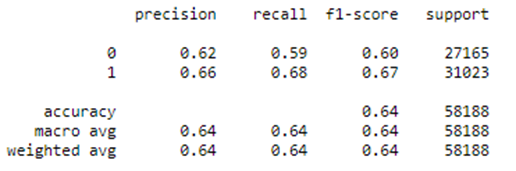 precision recall f1-score support
0 0.62 0.59 0.60 27165
1 0.66 0.68 0.67 31023
accuracy 0.64 58188
macro avg 0.64 0.64 0.64 58188
weighted avg 0.64 0.64 0.64 58188